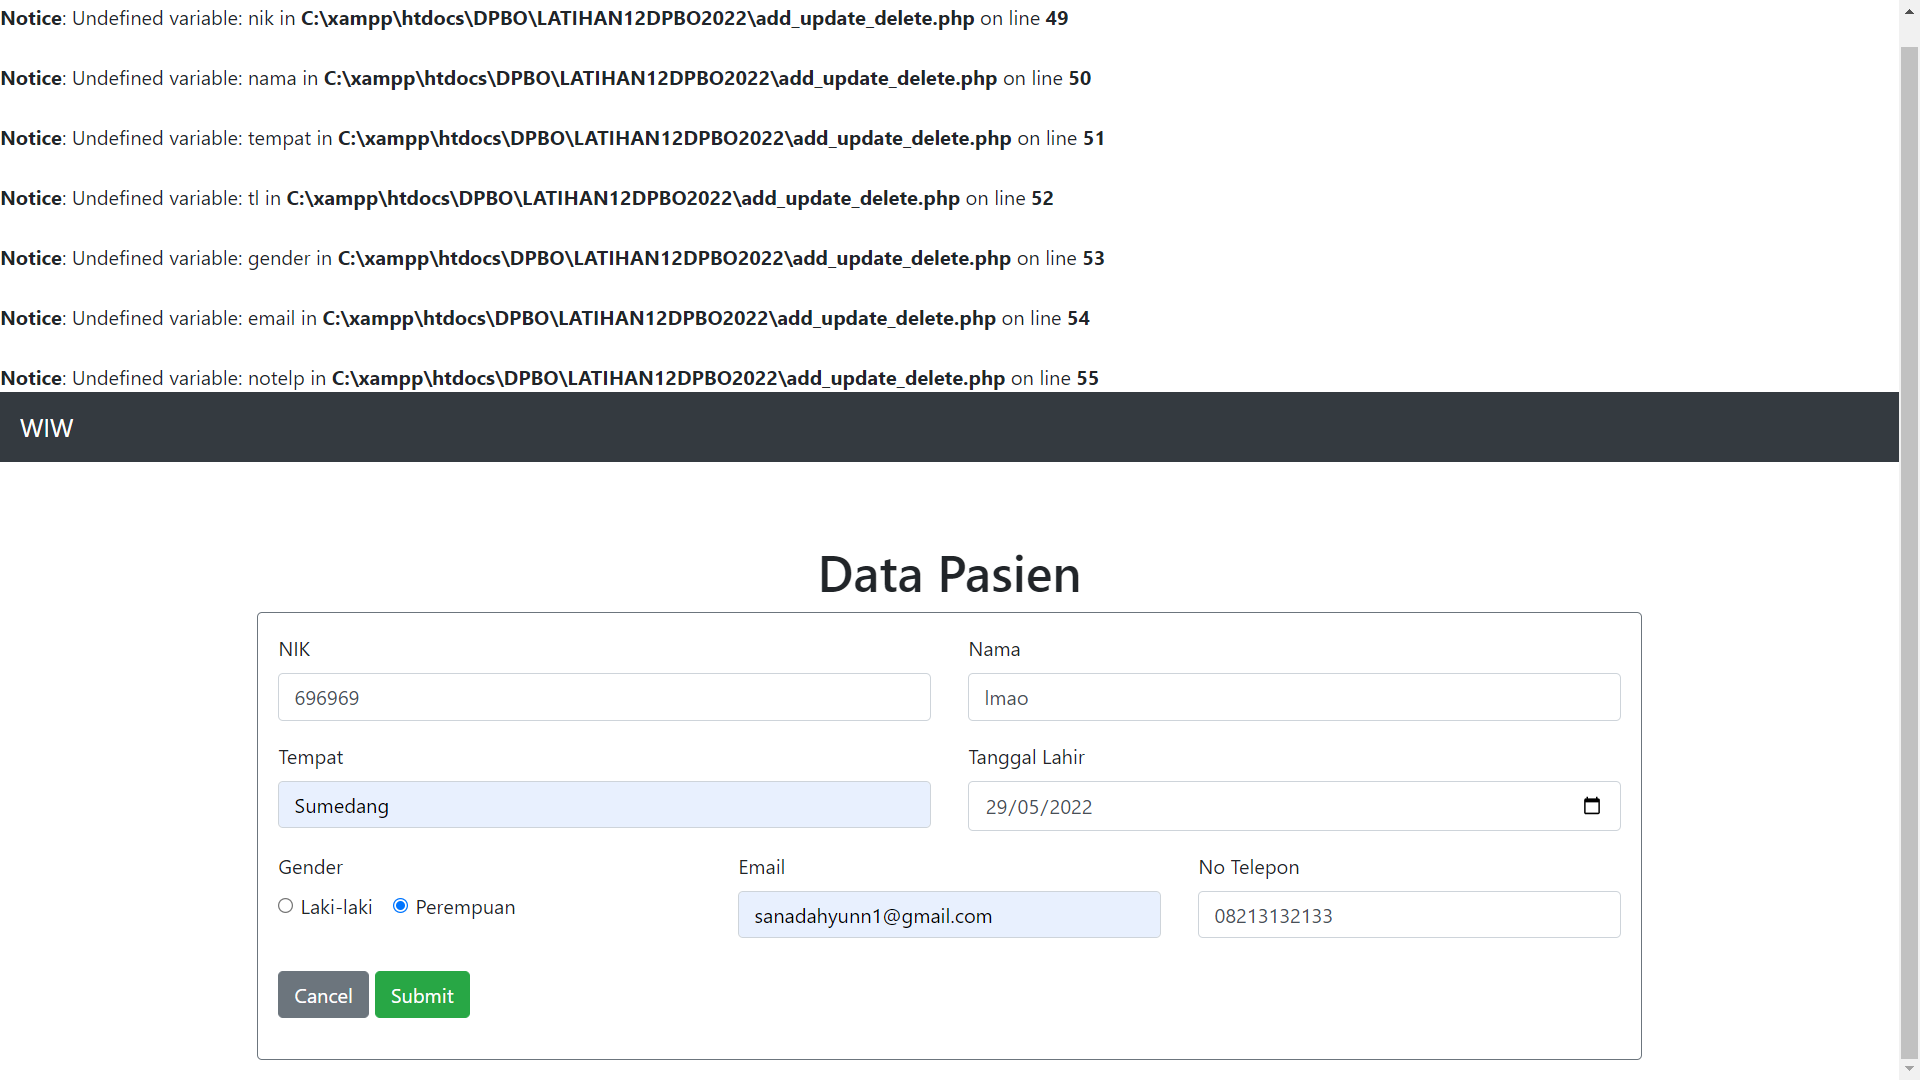 Notice: Undefined variable: nik in C:\xampp\htdocs\DPBO\LATIHAN12DPBO2022\add_update_delete.php on line 49
Notice: Undefined variable: nama in C:\xampp\htdocs\DPBO\LATIHAN12DPBO2022\add_update_delete.php on line 50
Notice: Undefined variable: tempat in C:\xampp\htdocs\DPBO\LATIHAN12DPBO2022\add_update_delete.php on line 51
Notice: Undefined variable: tl in C:\xampp\htdocs\DPBO\LATIHAN12DPBO2022\add_update_delete.php on line 52
Notice: Undefined variable: gender in C:\xampp\htdocs\DPBO\LATIHAN12DPBO2022\add_update_delete.php on line 53
Notice: Undefined variable: email in C:\xampp\htdocs\DPBO\LATIHAN12DPBO2022\add_update_delete.php on line 54
Notice: Undefined variable: notelp in C:\xampp\htdocs\DPBO\LATIHAN12DPBO2022\add_update_delete.php on line 55
WIW
Data Pasien
NIK Nama
696969 lmao
Tempat Tanggal Lahir
Sumedang 29/05/2022
Gender Email No Telepon
Laki-laki Perempuan sanadahyunn1@gmail.com 08213132133
Cancel Submit